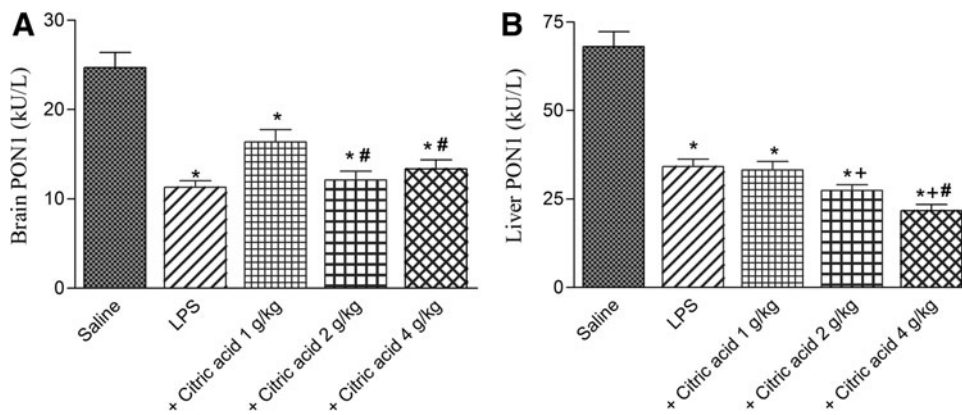 A
Brain PON1 (kU/L)
30
20
10
0
*
*
* #
* #
Saline
LPS
+ Citric acid 1 g/kg
+ Citric acid 2 g/kg
+ Citric acid 4 g/kg
B
Liver PON1 (kU/L)
75
50
25
0
*
*
*+
*+#
Saline
LPS
+ Citric acid 1 g/kg
+ Citric acid 2 g/kg
+ Citric acid 4 g/kg